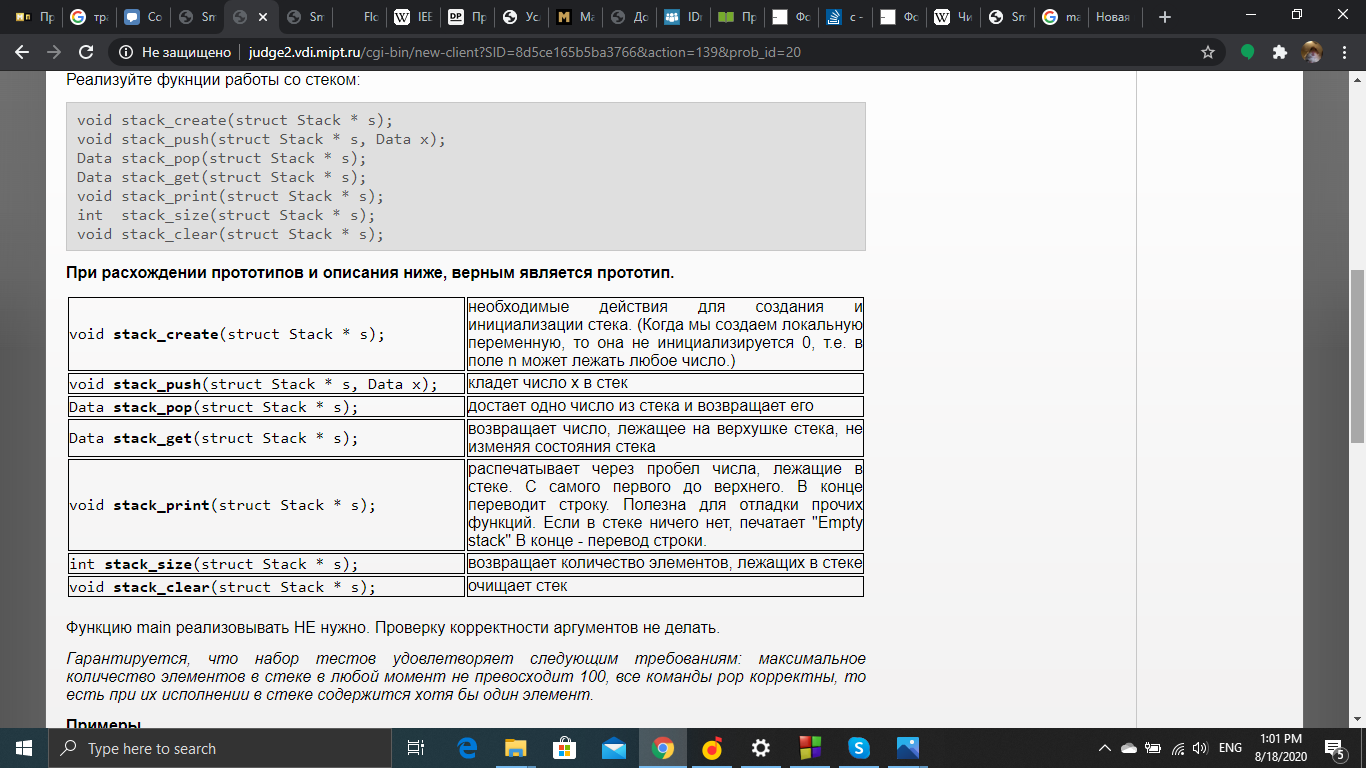 Пр
тра
Co
Sm
Sm
Flo
IEE
Пр
Усл
Ма
До
IDe
Пр
Фо
c -
Фо
Чи
Sm
ma
Новая
Не защищено
judge2.vdi.mipt.ru/cgi-bin/new-client?SID=8d5ce165b5ba3766&action=139&prob_id=20
Реализуйте фукнции работы со стеком:
void stack_create(struct Stack * s);
void stack_push(struct Stack * s, Data x);
Data stack_pop(struct Stack * s);
Data stack_get(struct Stack * s);
void stack_print(struct Stack * s);
int  stack_size(struct Stack * s);
void stack_clear(struct Stack * s);
При расхождении прототипов и описания ниже, верным является прототип.
void stack_create(struct Stack * s);
необходимые действия для создания и
инициализации стека. (Когда мы создаем локальную
переменную, то она не инициализируется 0, т.е. в
поле n может лежать любое число.)
void stack_push(struct Stack * s, Data x);
кладет число x в стек
Data stack_pop(struct Stack * s);
достает одно число из стека и возвращает его
Data stack_get(struct Stack * s);
возвращает число, лежащее на верхушке стека, не
изменяя состояния стека
void stack_print(struct Stack * s);
распечатывает через пробел числа, лежащие в
стеке. С самого первого до верхнего. В конце
переводит строку. Полезна для отладки прочих
функций. Если в стеке ничего нет, печатает "Empty
stack" В конце - перевод строки.
int stack_size(struct Stack * s);
возвращает количество элементов, лежащих в стеке
void stack_clear(struct Stack * s);
очищает стек
Функцию main реализовывать НЕ нужно. Проверку корректности аргументов не делать.
Гарантируется, что набор тестов удовлетворяет следующим требованиям: максимальное
количество элементов в стеке в любой момент не превосходит 100, все команды pop корректны, то
есть при их исполнении в стеке содержится хотя бы один элемент.
Примеры
Type here to search
ENG
1:01 PM
8/18/2020
5